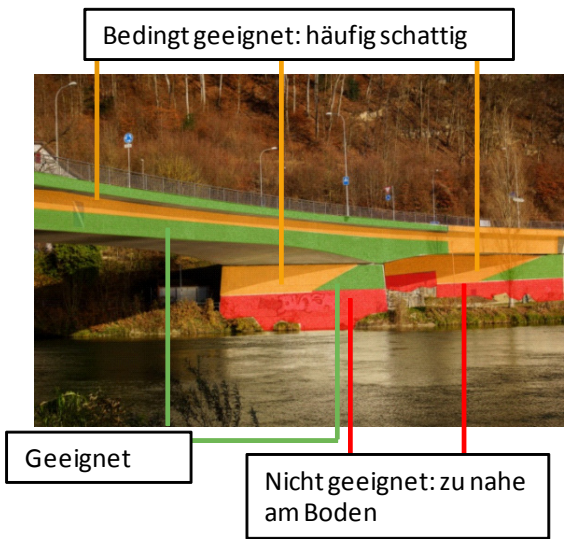 Bedingt geeignet: häufig schattig
Geeignet
Nicht geeignet: zu nahe
am Boden